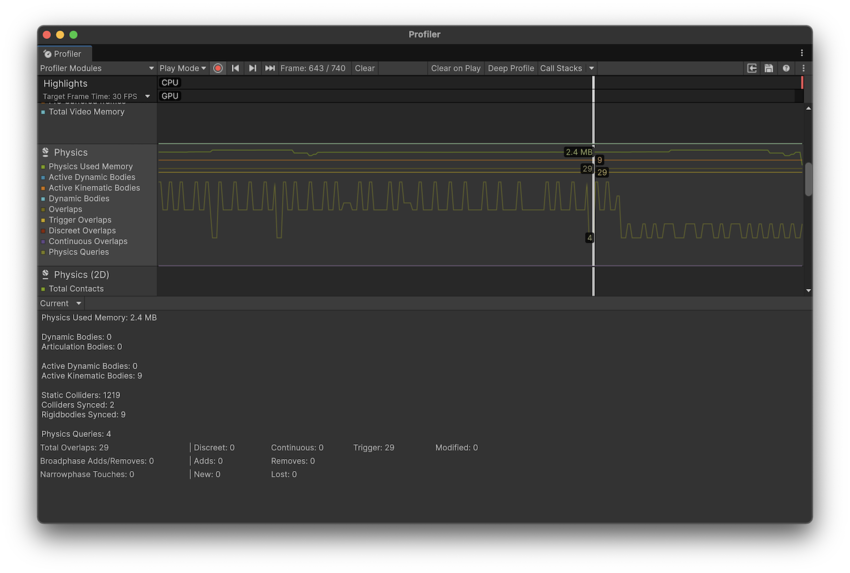 Profiler
Profiler
Profiler Modules Play Mode Frame: 643 / 740 Clear Clear on Play Deep Profile Call Stacks
Highlights CPU
Target Frame Time: 30 FPS GPU
Total Video Memory
Physics 2.4 MB
Physics Used Memory 9
Active Dynamic Bodies 29 29
Active Kinematic Bodies
Dynamic Bodies
Overlaps
Trigger Overlaps
Discreet Overlaps
Continuous Overlaps 4
Physics Queries
Physics (2D)
Total Contacts
Current
Physics Used Memory: 2.4 MB
Dynamic Bodies: 0
Articulation Bodies: 0
Active Dynamic Bodies: 0
Active Kinematic Bodies: 9
Static Colliders: 1219
Colliders Synced: 2
Rigidbodies Synced: 9
Physics Queries: 4
Total Overlaps: 29 | Discreet: 0 Continuous: 0 Trigger: 29 Modified: 0
Broadphase Adds/Removes: 0 | Adds: 0 Removes: 0
Narrowphase Touches: 0 | New: 0 Lost: 0